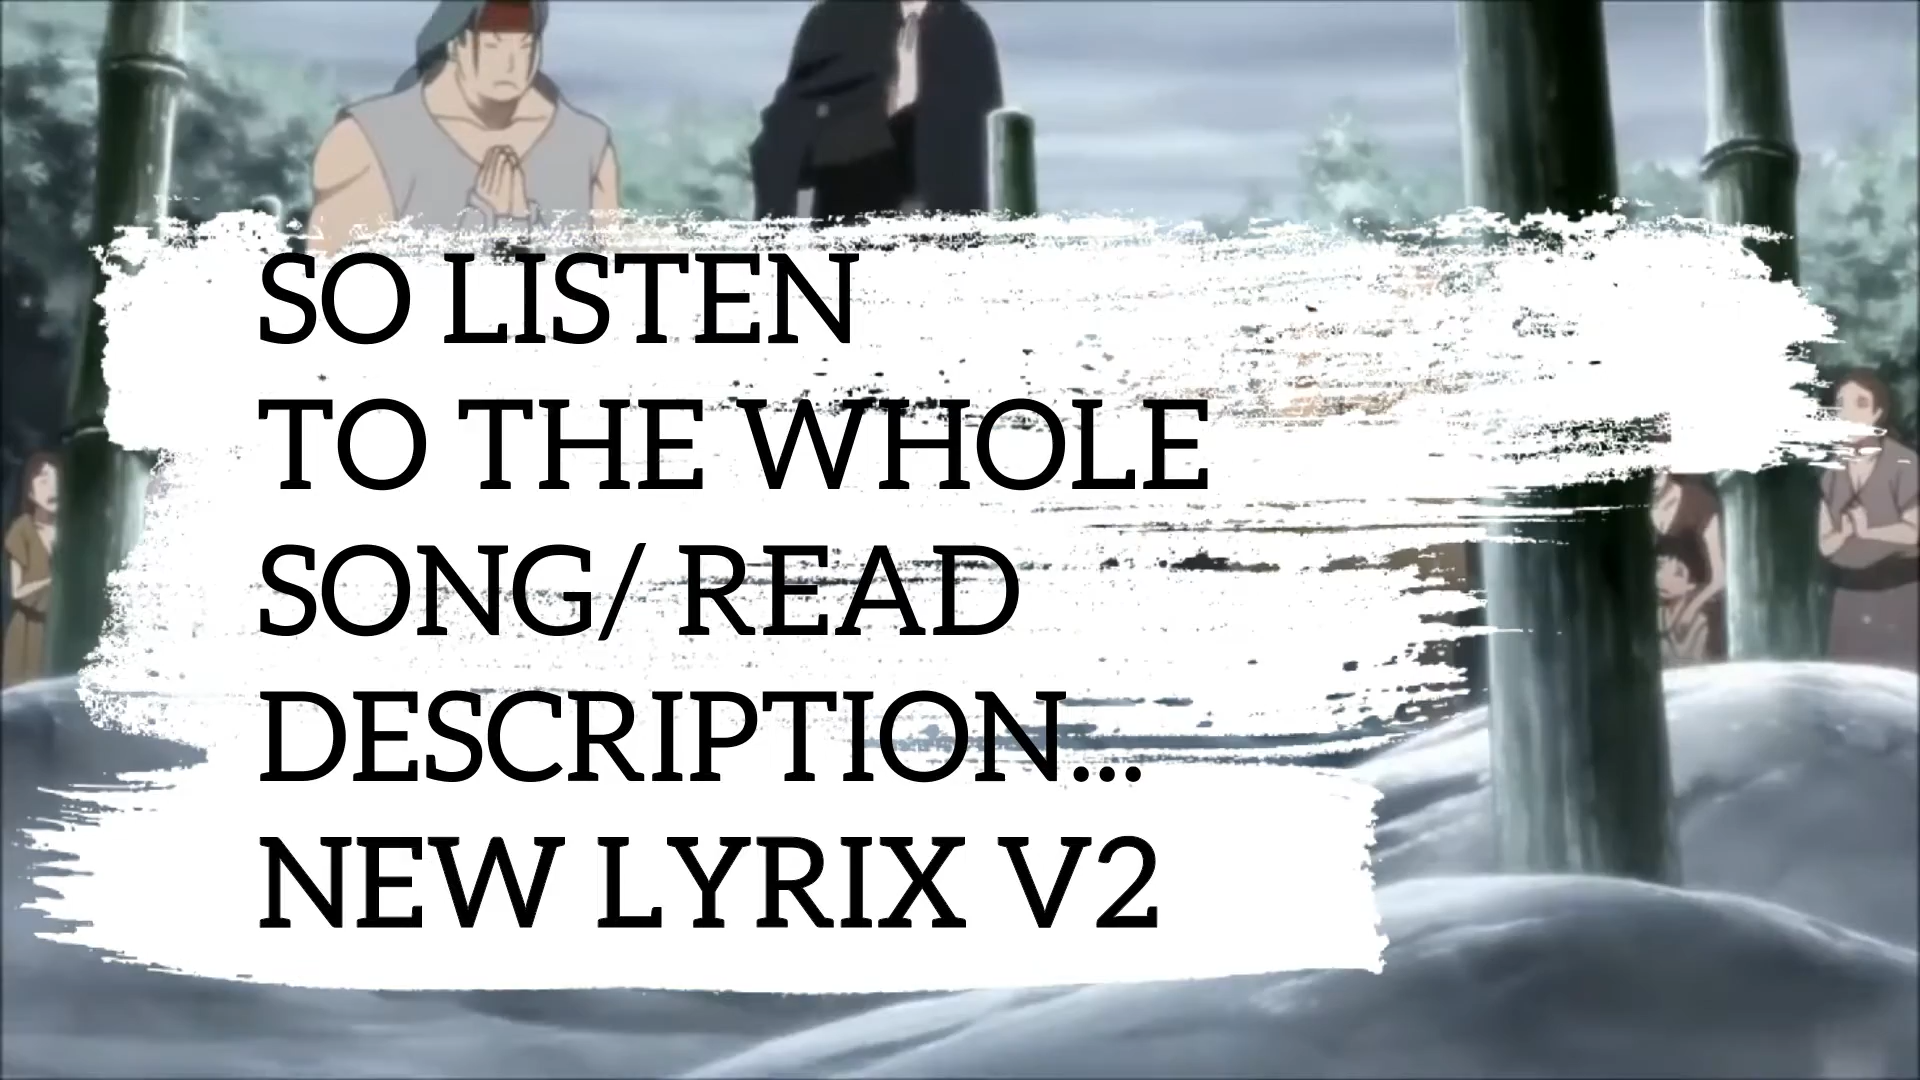 SO LISTEN
TO THE WHOLE
SONG/ READ
DESCRIPTION...
NEW LYRIX V2